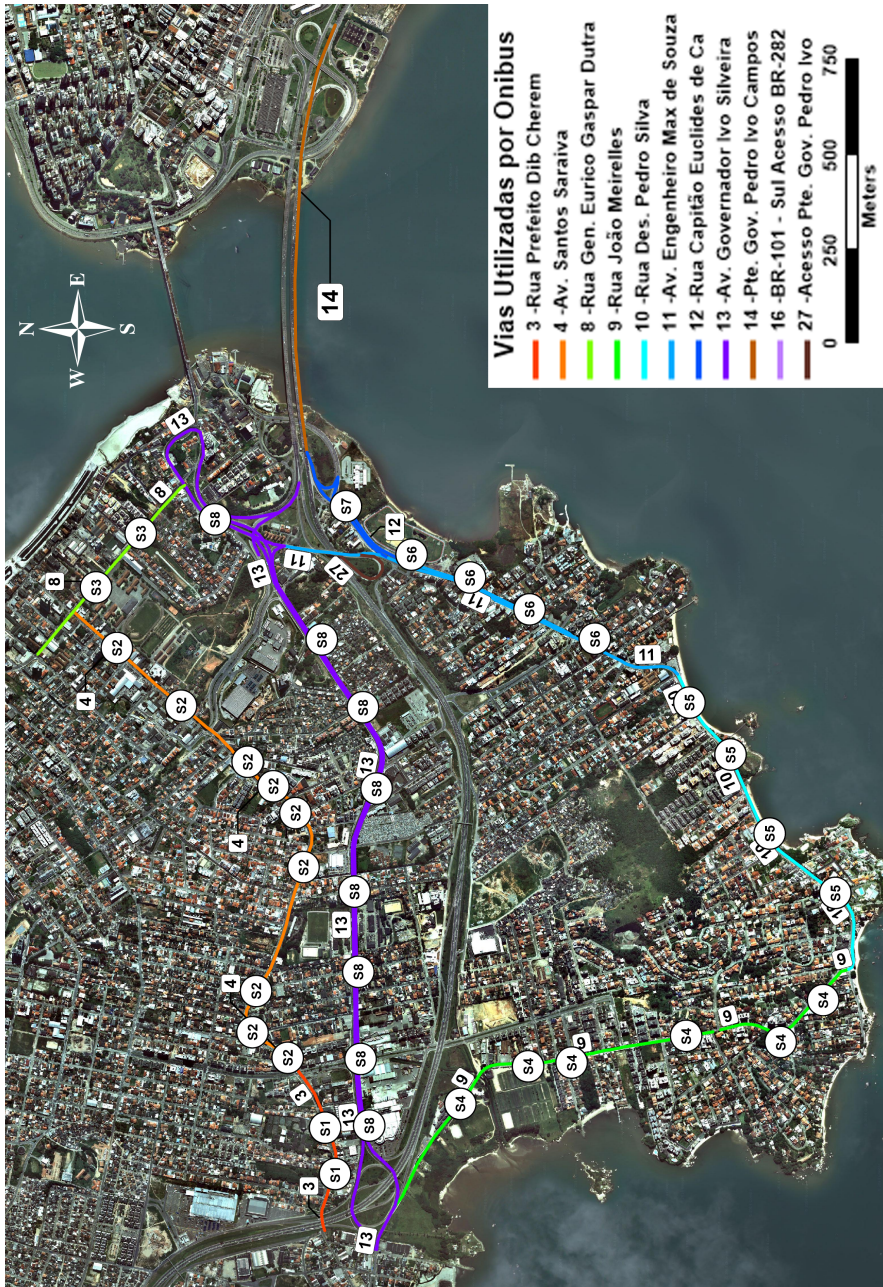 N
W
E
S
13
8
S3
8
S8
S3
12
S7
14
13
11
27
S6
S2
4
S8
S6
11
S6
S2
S8
S6
11
S2
13
S5
S2
S8
S5
4
S2
10
S2
S8
S5
13
S5
4
S2
S8
9
S2
S4
S2
S8
9
S4
S4
9
S4
S4
3
S1
13
S8
9
S4
S1
3
13
Vias Utilizadas por Onibus
3 -Rua Prefeito Dib Cherem
4 -Av. Santos Saraiva
8 -Rua Gen. Eurico Gaspar Dutra
9 -Rua João Meirelles
10 -Rua Des. Pedro Silva
11 -Av. Engenheiro Max de Souza
12 -Rua Capitão Euclides de Ca
13 -Av. Governador Ivo Silveira
14 -Pte. Gov. Pedro Ivo Campos
16 -BR-101 - Sul Acesso BR-282
27 -Acesso Pte. Gov. Pedro Ivo
0 250 500 750
Meters